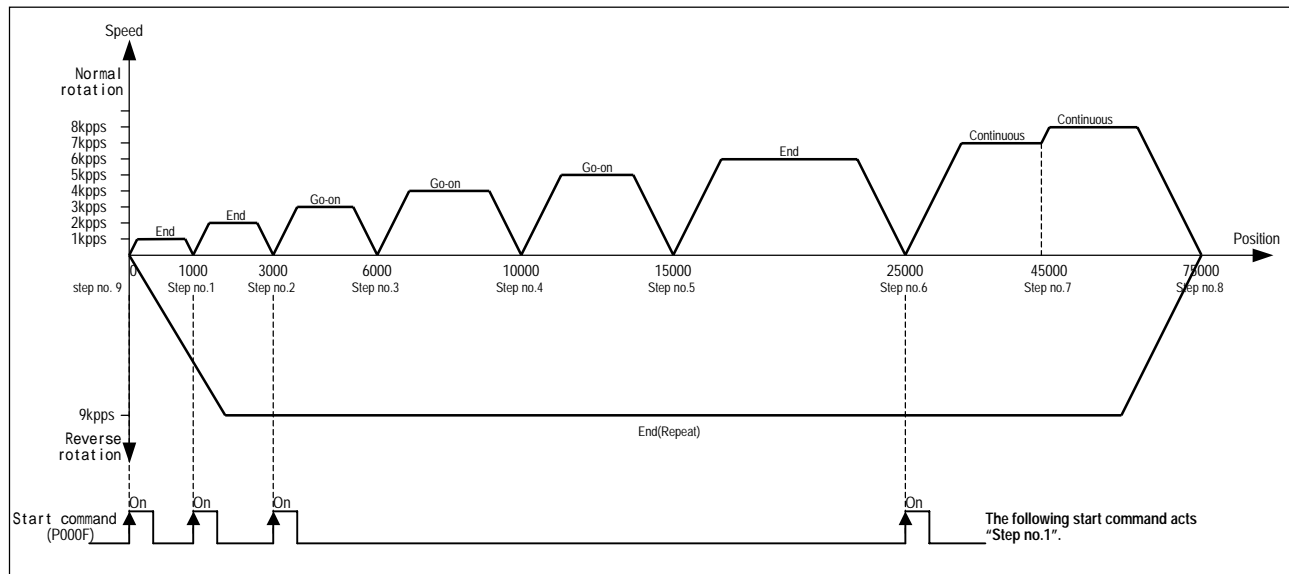 Speed
Normal
rotation
8kpps
7kpps
6kpps
5kpps
4kpps
3kpps
2kpps
1kpps
End
End
Go-on
Go-on
Go-on
End
Continuous
Continuous
Position
0
1000
3000
6000
10000
15000
25000
45000
75000
step no. 9
Step no.1
Step no.2
Step no.3
Step no.4
Step no.5
Step no.6
Step no.7
Step no.8
9kpps
Reverse
rotation
End(Repeat)
Start command
(P000F)
On
On
On
On
The following start command acts
"Step no.1".